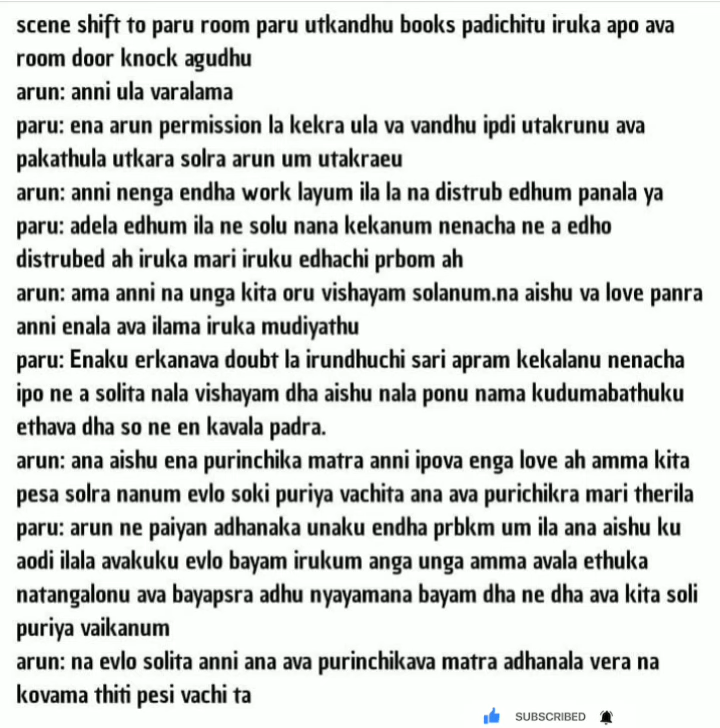 scene shift to paru room paru utkandhu books padichitu iruka apo ava
room door knock agudhu
arun: anni ula varalama
paru: ena arun permission la kekra ula va vandhu ipdi utakrunu ava
pakathula utkara solra arun um utakraeu
arun: anni nenga endha work layum ila la na distrub edhum panala ya
paru: adela edhum ila ne solu nana kekanum nenacha ne a edho
distrubed ah iruka mari iruku edhachi prbom ah
arun: ama anni na unga kita oru vishayam solanum.na aishu va love panra
anni enala ava ilama iruka mudiyathu
paru: Enaku erkanava doubt la irundhuchi sari apram kekalanu nenacha
ipo ne a solita nala vishayam dha aishu nala ponu nama kudumabathuku
ethava dha so ne en kavala padra.
arun: ana aishu ena purinchika matra anni ipova enga love ah amma kita
pesa solra nanum evlo soki puriya vachita ana ava purichikra mari therila
paru: arun ne paiyan adhanaka unaku endha prbkm um ila ana aishu ku
aodi ilala avakuku evlo bayam irukum anga unga amma avala ethuka
natangalonu ava bayapsra adhu nyayamana bayam dha ne dha ava kita soli
puriya vaikanum
arun: na evlo solita anni ana ava purinchikava matra adhanala vera na
kovama thiti pesi vachi ta
SUBSCRIBED